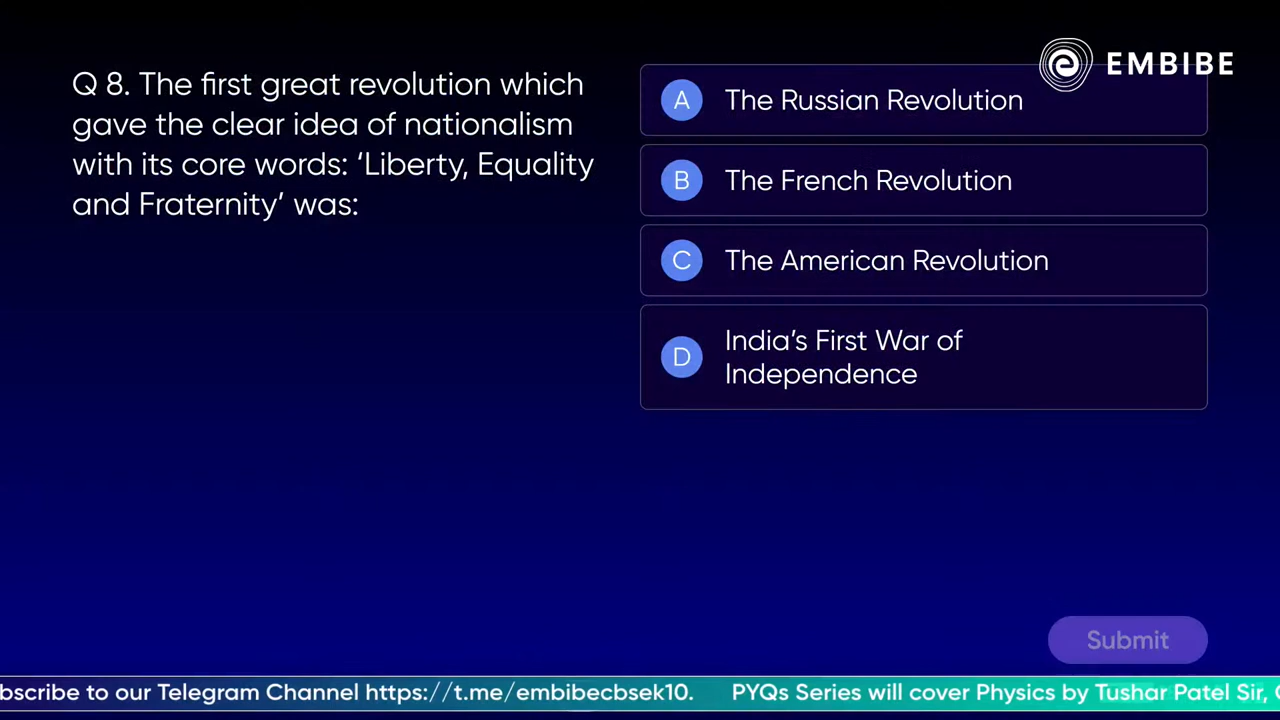 EMBIBE
Q 8. The first great revolution which
gave the clear idea of nationalism
with its core words: ‘Liberty, Equality
and Fraternity’ was:
A The Russian Revolution
B The French Revolution
C The American Revolution
D India’s First War of
Independence
Submit
bscribe to our Telegram Channel https://t.me/embibecbsek10. PYQs Series will cover Physics by Tushar Patel Sir,